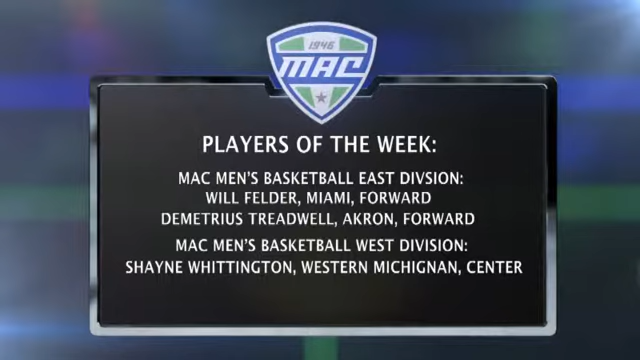 1946
MAC
PLAYERS OF THE WEEK:
MAC MEN'S BASKETBALL EAST DIVSION:
WILL FELDER, MIAMI, FORWARD
DEMETRIUS TREADWELL, AKRON, FORWARD
MAC MEN'S BASKETBALL WEST DIVISION:
SHAYNE WHITTINGTON, WESTERN MICHIGNAN, CENTER